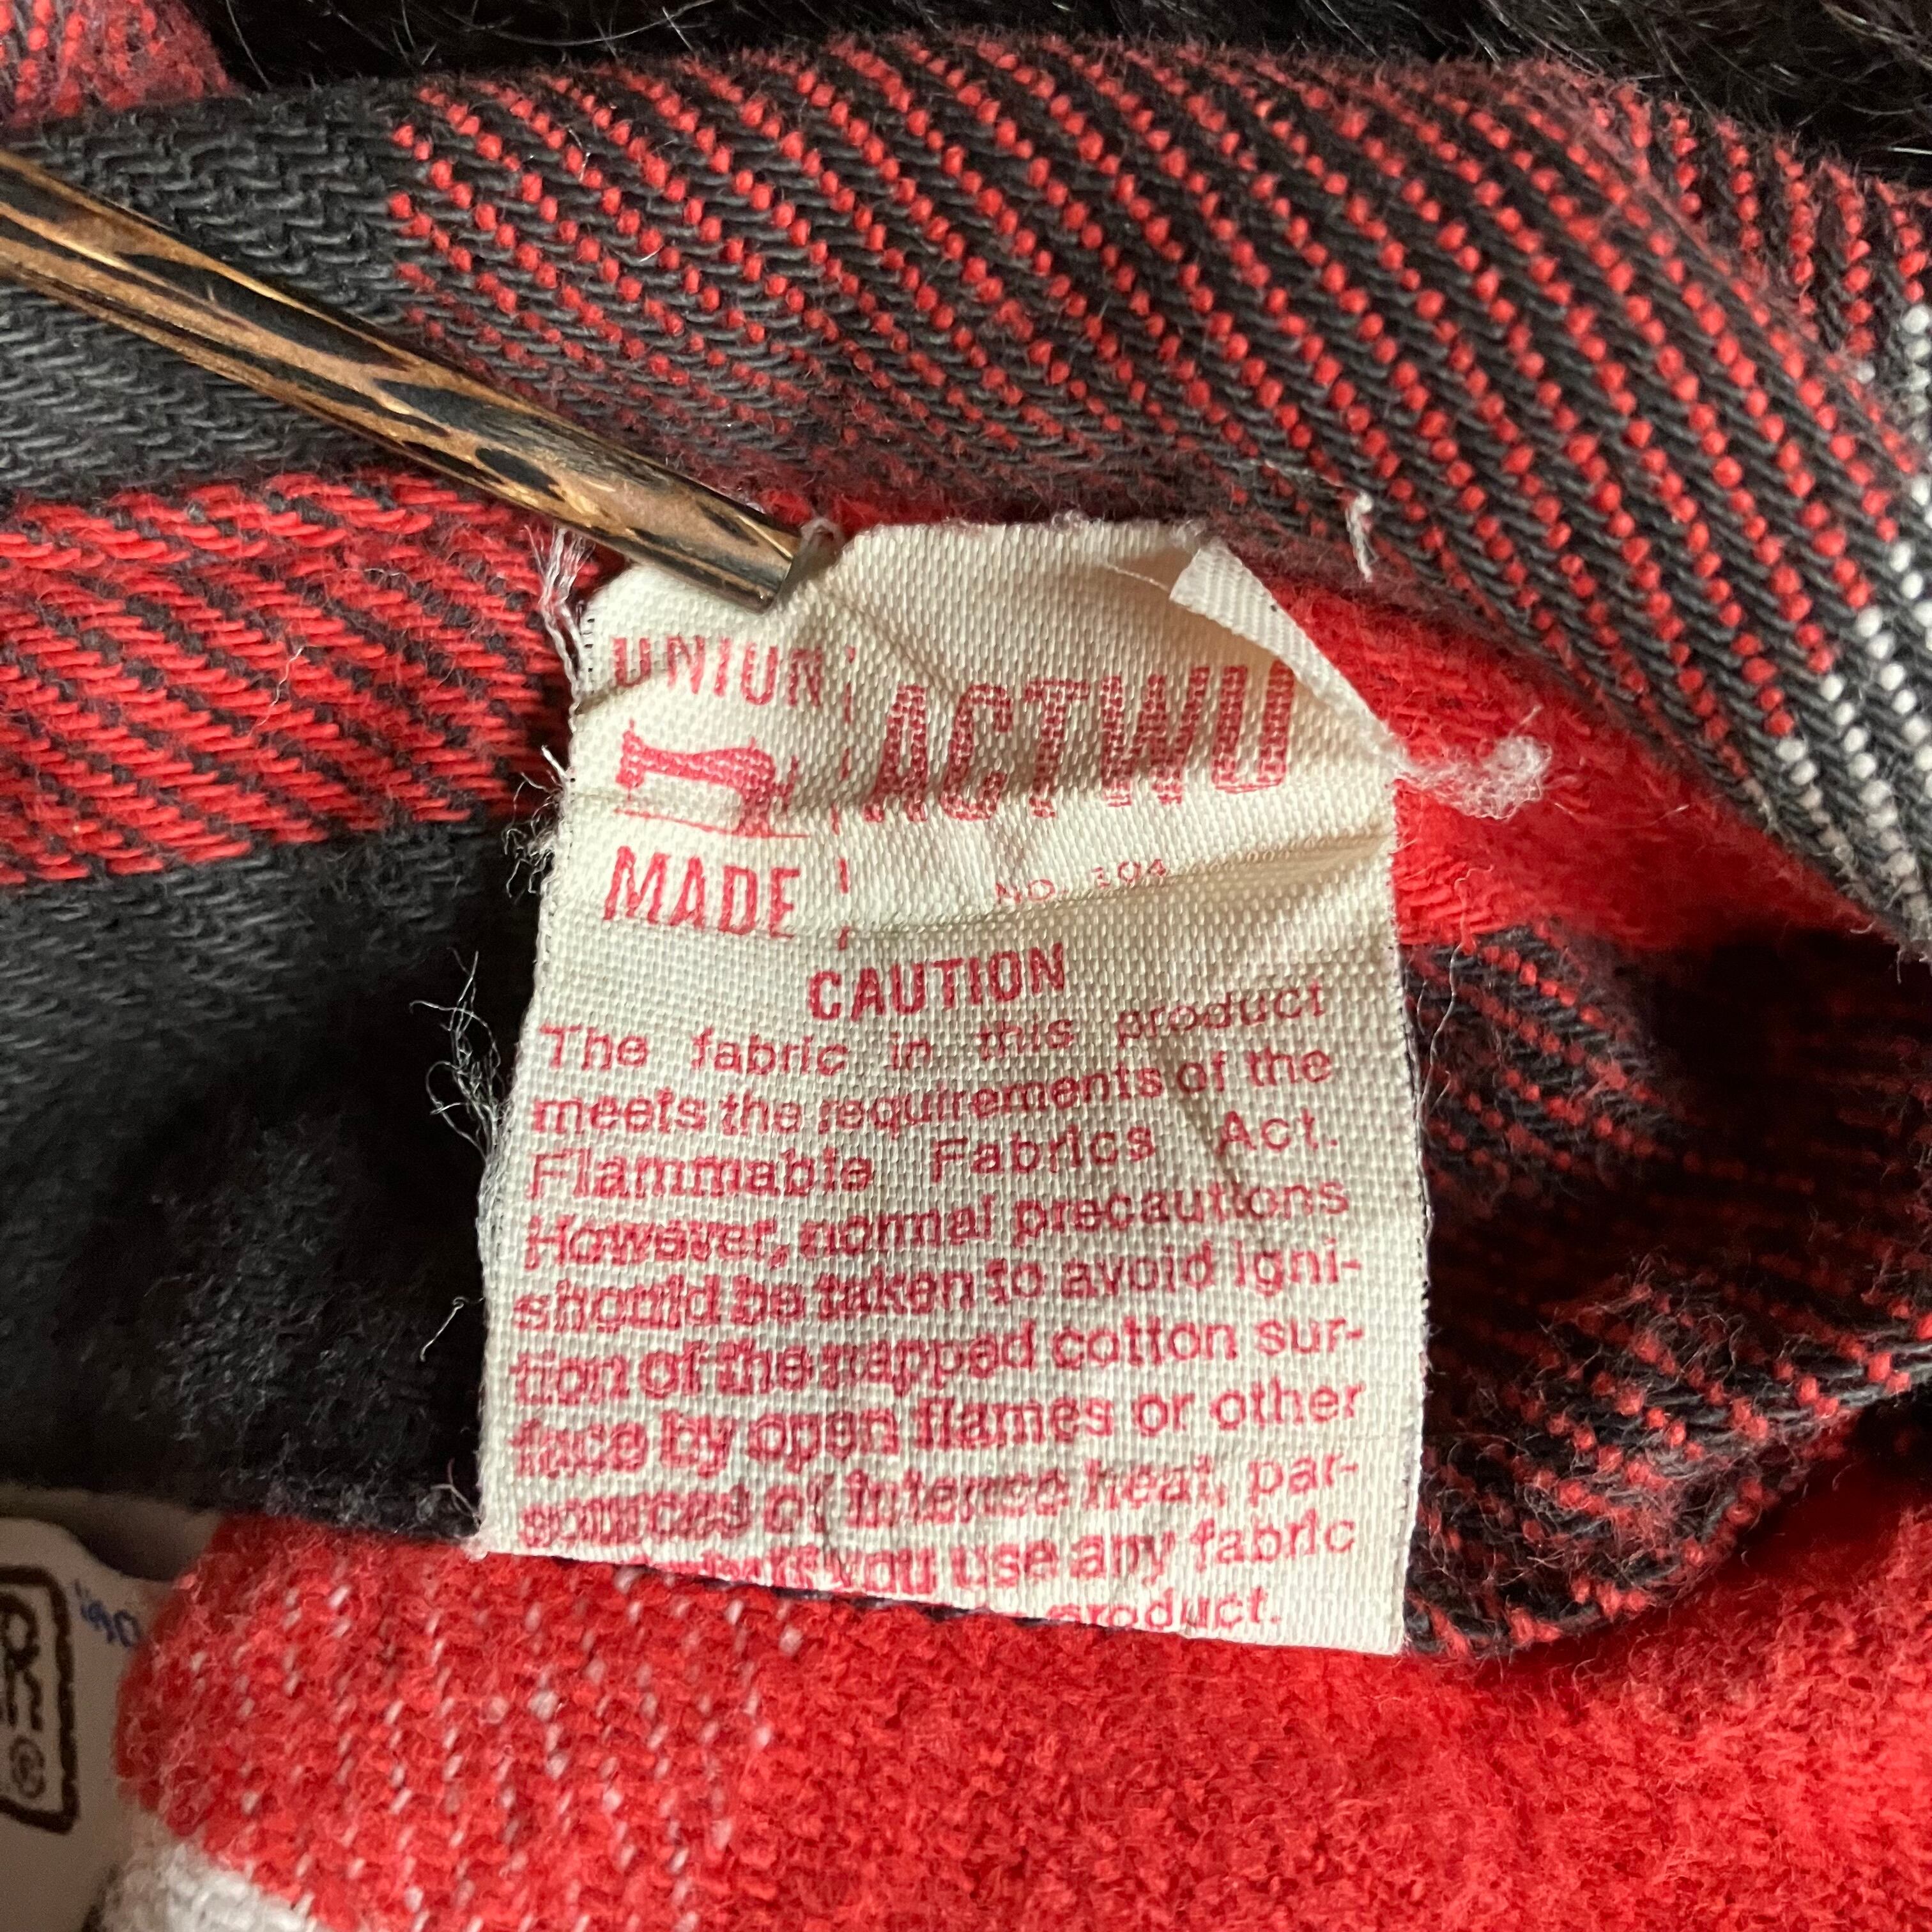 UNION
ACTWU
MADE
NO. 394
CAUTION
The fabric in this product
meets the requirements of the
Flammable Fabrics Act.
However, normal precautions
should be taken to avoid igni-
tion of the napped cotton sur-
face by open flames or other
sources of intense heat, par-
if you use any fabric
product.
R
®